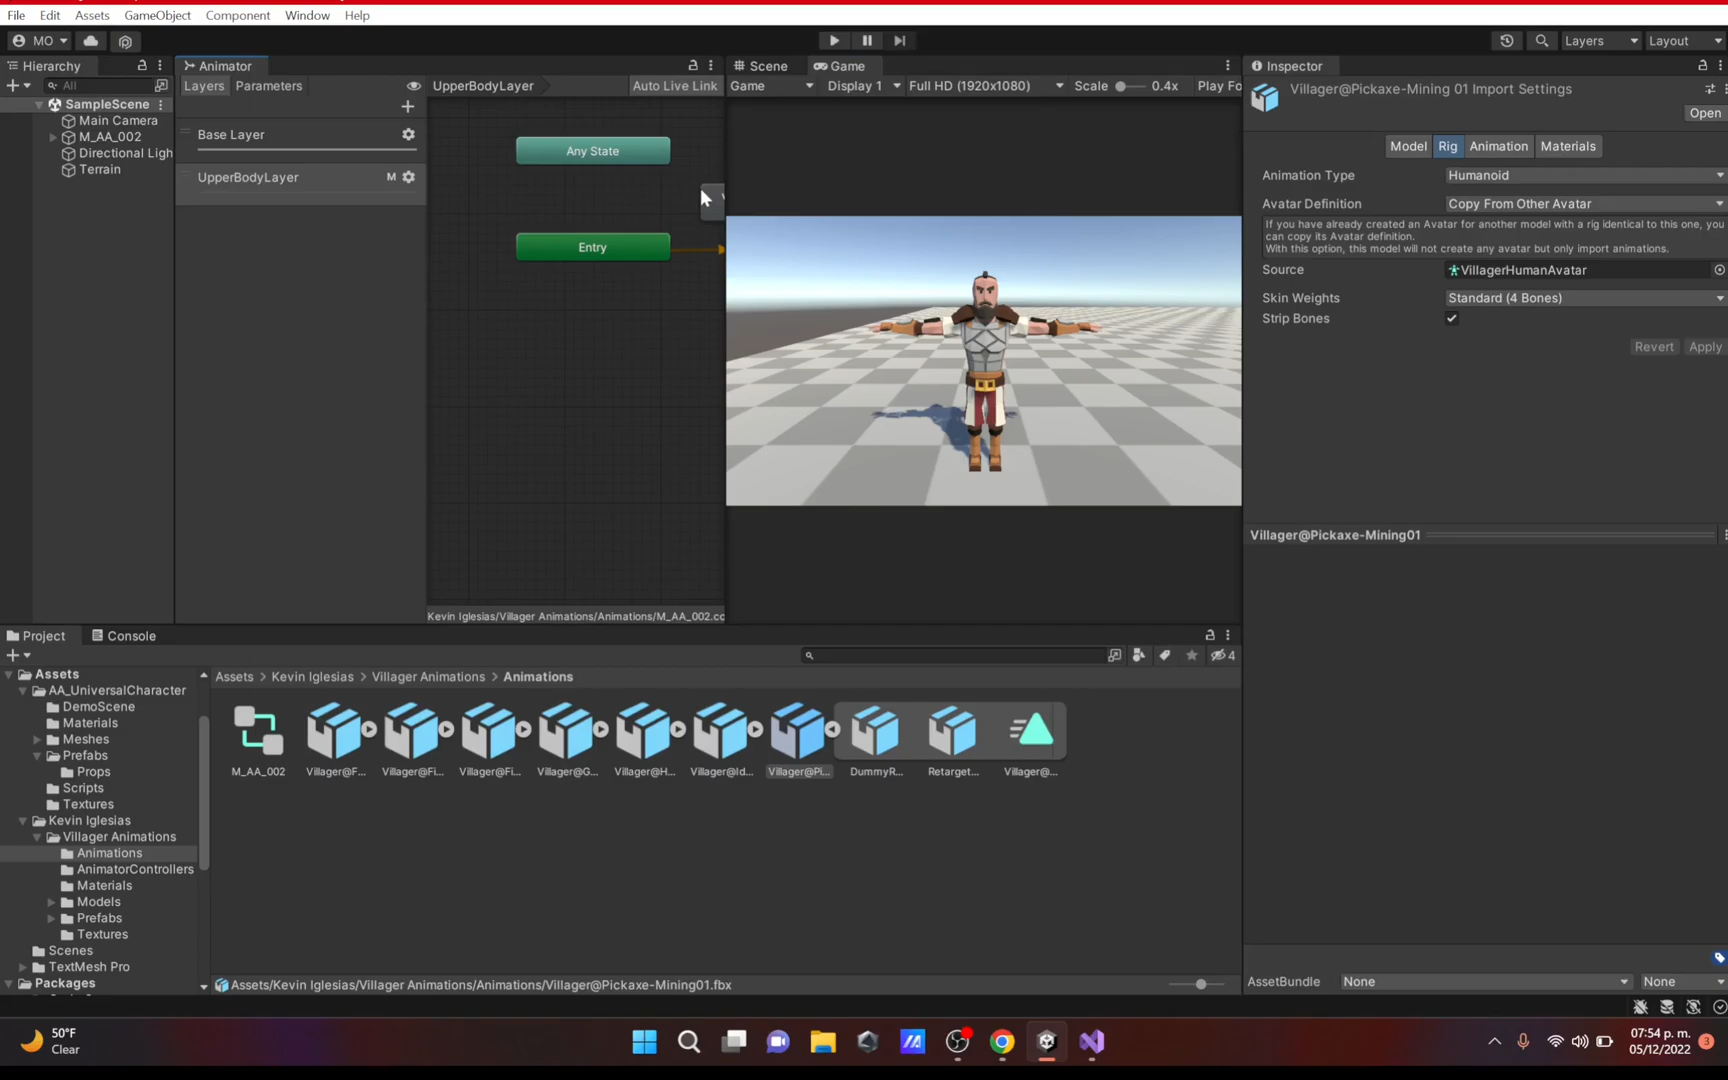 File Edit Assets GameObject Component Window Help
MO Layers Layout
Hierarchy Animator Scene Game Inspector
All Layers Parameters UpperBodyLayer Auto Live Link Game Display 1 Full HD (1920x1080) Scale 0.4x Play Fo
Villager@Pickaxe-Mining 01 Import Settings
Open
SampleScene
Main Camera
M_AA_002
Directional Ligh
Terrain
Base Layer
UpperBodyLayer M
Any State
Entry
Kevin Iglesias/Villager Animations/Animations/M_AA_002.cc
Model Rig Animation Materials
Animation Type Humanoid
Avatar Definition Copy From Other Avatar
If you have already created an Avatar for another model with a rig identical to this one, you
can copy its Avatar definition.
With this option, this model will not create any avatar but only import animations.
Source VillagerHumanAvatar
Skin Weights Standard (4 Bones)
Strip Bones
Revert Apply
Villager@Pickaxe-Mining01
Project Console
4
Assets
AA_UniversalCharacter
DemoScene
Materials
Meshes
Prefabs
Props
Scripts
Textures
Kevin Iglesias
Villager Animations
Animations
AnimatorControllers
Materials
Models
Prefabs
Textures
Scenes
TextMesh Pro
Packages
Assets > Kevin Iglesias > Villager Animations > Animations
M_AA_002 Villager@F... Villager@Fi... Villager@Fi... Villager@G... Villager@H... Villager@Id... Villager@Pi... DummyR... Retarget... Villager@...
Assets/Kevin Iglesias/Villager Animations/Animations/Villager@Pickaxe-Mining01.fbx
AssetBundle None None
50°F
Clear
07:54 p. m.
05/12/2022
3